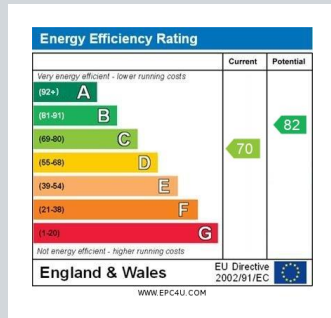 Energy Efficiency Rating
Current Potential
Very energy efficient - lower running costs
(92+) A
(81-91) B
82
(69-80) C
70
(55-68) D
(39-54) E
(21-38) F
(1-20) G
Not energy efficient - higher running costs
England & Wales
EU Directive
2002/91/EC
WWW.EPC4U.COM